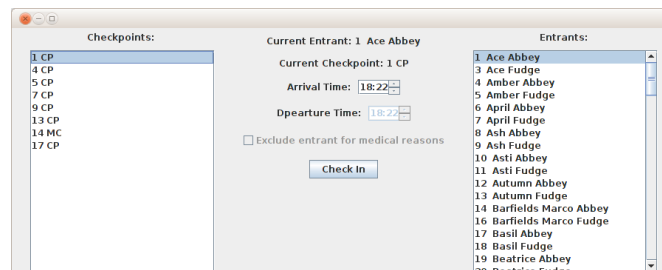 Checkpoints:
1 CP
4 CP
5 CP
7 CP
9 CP
13 CP
14 MC
17 CP
Current Entrant: 1 Ace Abbey
Current Checkpoint: 1 CP
Arrival Time: 18:22
Dpearture Time: 18:22
Exclude entrant for medical reasons
Check In
Entrants:
1 Ace Abbey
3 Ace Fudge
4 Amber Abbey
5 Amber Fudge
6 April Abbey
7 April Fudge
8 Ash Abbey
9 Ash Fudge
10 Asti Abbey
11 Asti Fudge
12 Autumn Abbey
13 Autumn Fudge
14 Barfields Marco Abbey
16 Barfields Marco Fudge
17 Basil Abbey
18 Basil Fudge
19 Beatrice Abbey
20 Beatrice Fudge